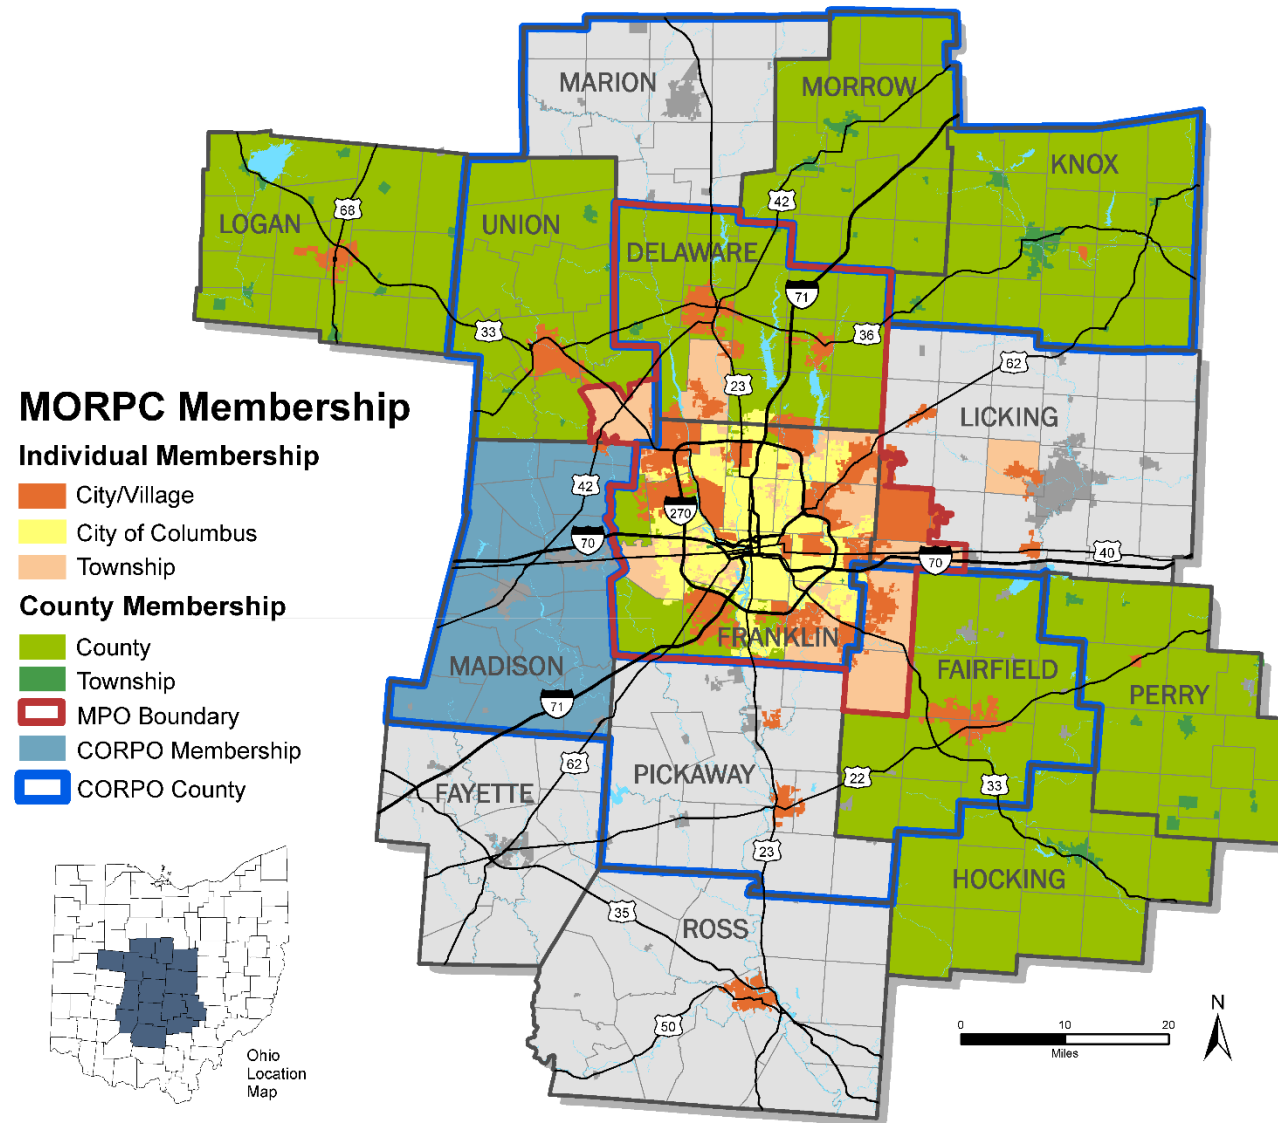 MARION
MORROW
KNOX
LOGAN
68
UNION
42
DELAWARE
71
33
36
62
23
LICKING
MORPC Membership
Individual Membership
City/Village
City of Columbus
Township
County Membership
County
Township
MPO Boundary
CORPO Membership
CORPO County
42
270
70
40
70
FRANKLIN
MADISON
FAIRFIELD
PERRY
71
62
PICKAWAY
22
33
FAYETTE
23
HOCKING
35
ROSS
50
N
0
10
20
Miles
Ohio
Location
Map